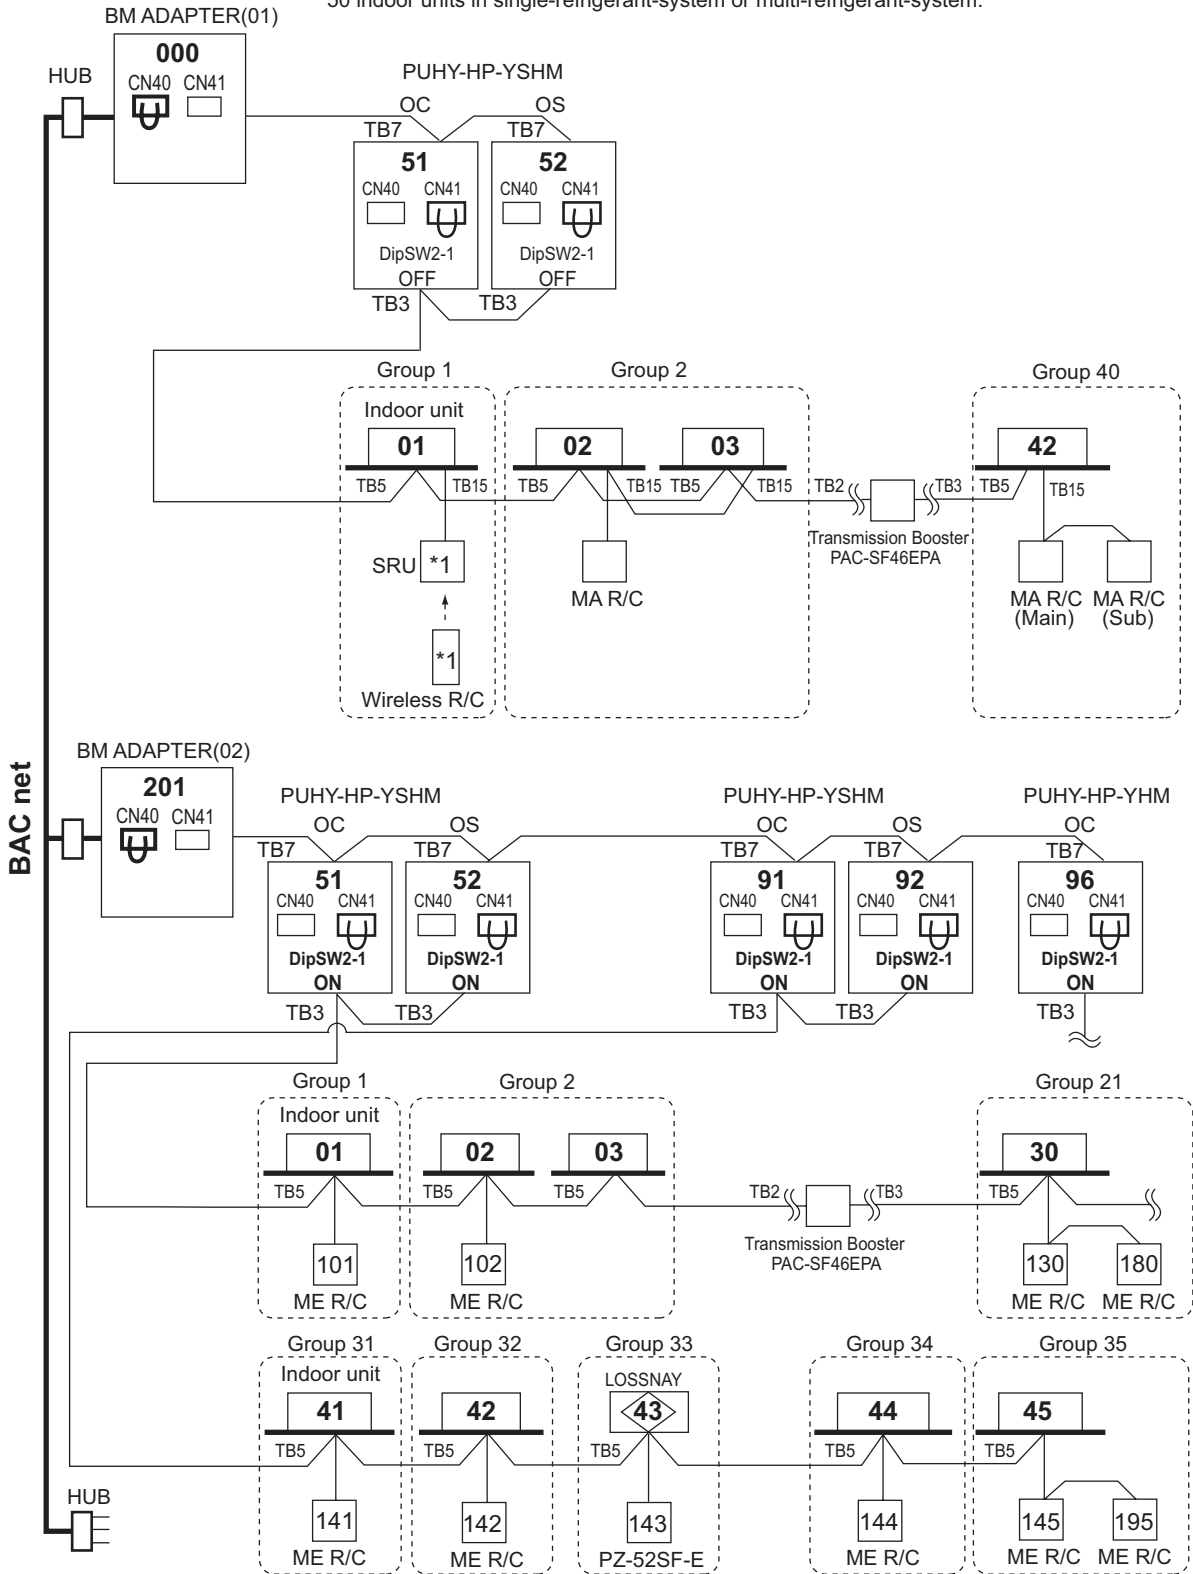 50 indoor units in single-refrigerant-system or multi-refrigerant-system.
BM ADAPTER(01)
000
CN40 CN41
HUB
PUHY-HP-YSHM
OC OS
TB7 TB7
51 52
CN40 CN41 CN40 CN41
DipSW2-1 DipSW2-1
OFF OFF
TB3 TB3
Group 1 Group 2 Group 40
Indoor unit
01 02 03 42
TB5 TB15 TB5 TB15 TB5 TB15 TB2 TB3 TB5 TB15
Transmission Booster
PAC-SF46EPA
SRU *1
MA R/C
MA R/C MA R/C
(Main) (Sub)
*1
Wireless R/C
BAC net
BM ADAPTER(02)
201
CN40 CN41
PUHY-HP-YSHM PUHY-HP-YSHM PUHY-HP-YHM
OC OS OC OS OC
TB7 TB7 TB7 TB7 TB7
51 52 91 92 96
CN40 CN41 CN40 CN41 CN40 CN41 CN40 CN41 CN40 CN41
DipSW2-1 DipSW2-1 DipSW2-1 DipSW2-1 DipSW2-1
ON ON ON ON ON
TB3 TB3 TB3 TB3 TB3
Group 1 Group 2 Group 21
Indoor unit
01 02 03 30
TB5 TB5 TB5 TB2 TB3 TB5
Transmission Booster
PAC-SF46EPA
101 102 130 180
ME R/C ME R/C ME R/C ME R/C
Group 31 Group 32 Group 33 Group 34 Group 35
Indoor unit LOSSNAY
41 42 43 44 45
TB5 TB5 TB5 TB5 TB5
HUB
141 142 143 144 145 195
ME R/C ME R/C PZ-52SF-E ME R/C ME R/C ME R/C